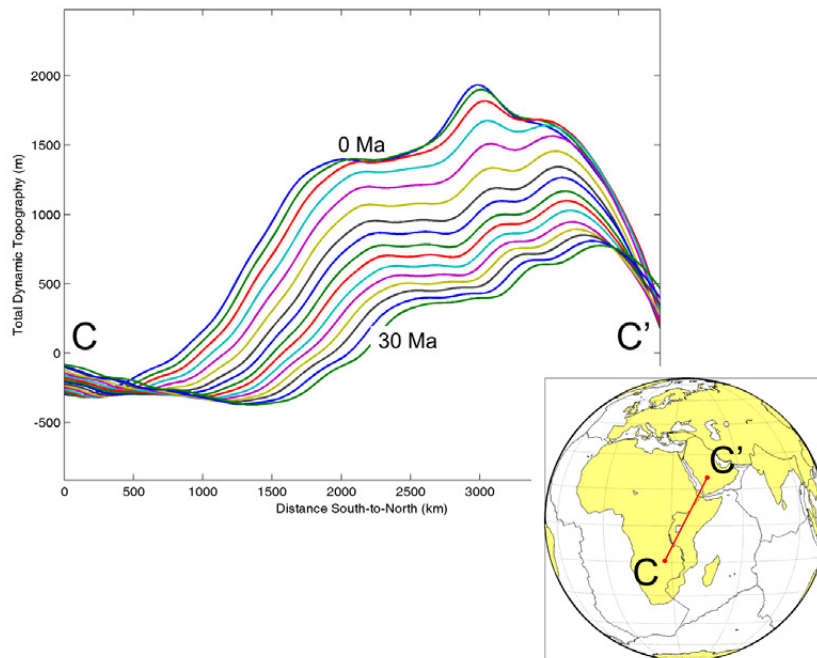 2000
1500
1000
500
0
-500
Total Dynamic Topography (m)
0 Ma
30 Ma
C
C’
0
500
1000
1500
2000
2500
3000
Distance South-to-North (km)
C’
C